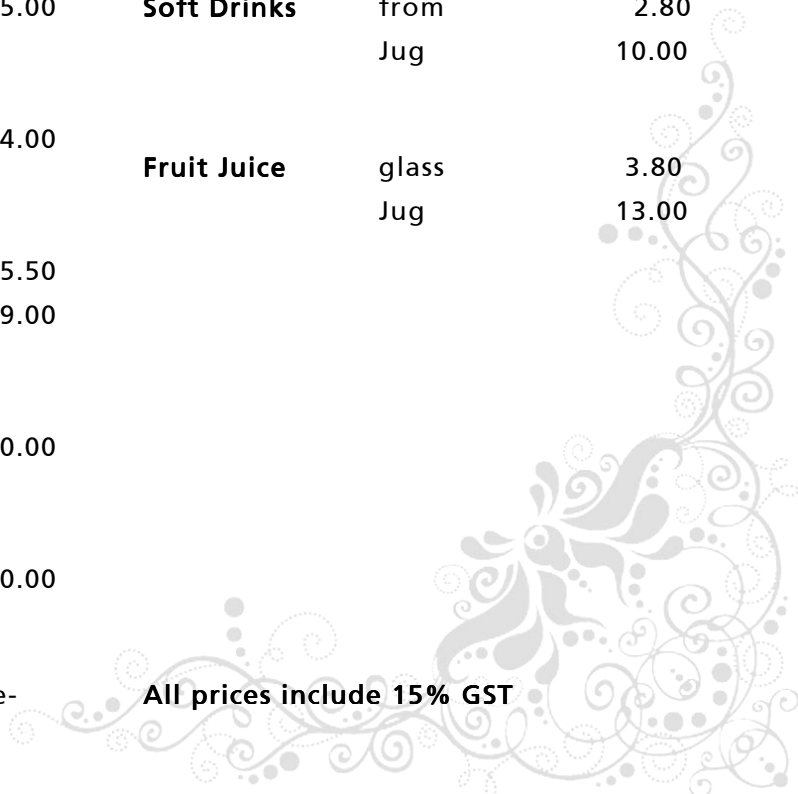 5.00
4.00
5.50
9.00
0.00
0.00
e-
Soft Drinks from 2.80
Jug 10.00
Fruit Juice glass 3.80
Jug 13.00
All prices include 15% GST